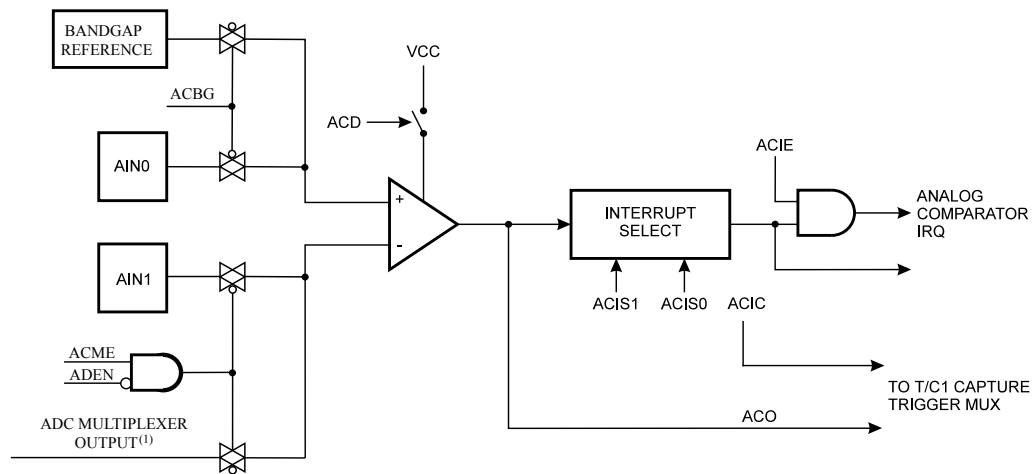 BANDGAP
REFERENCE
ACBG
AIN0
VCC
ACD
+
-
AIN1
ACME
ADEN
ADC MULTIPLEXER
OUTPUT(1)
INTERRUPT
SELECT
ACIS1
ACIS0
ACIE
ANALOG
COMPARATOR
IRQ
ACIC
TO T/C1 CAPTURE
TRIGGER MUX
ACO